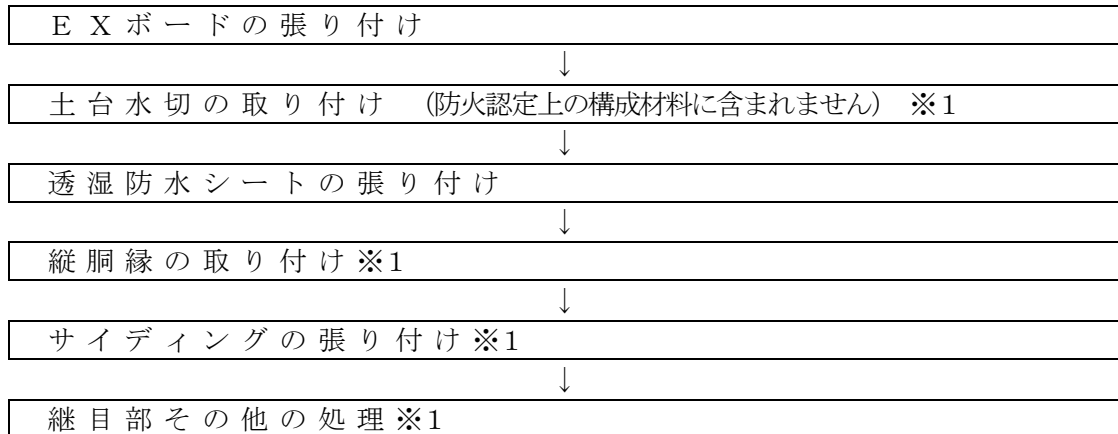 ＥＸボードの張り付け
↓
土台水切の取り付け　(防火認定上の構成材料に含まれません)　※１
↓
透湿防水シートの張り付け
↓
縦胴縁の取り付け※１
↓
サイディングの張り付け※１
↓
継目部その他の処理※１